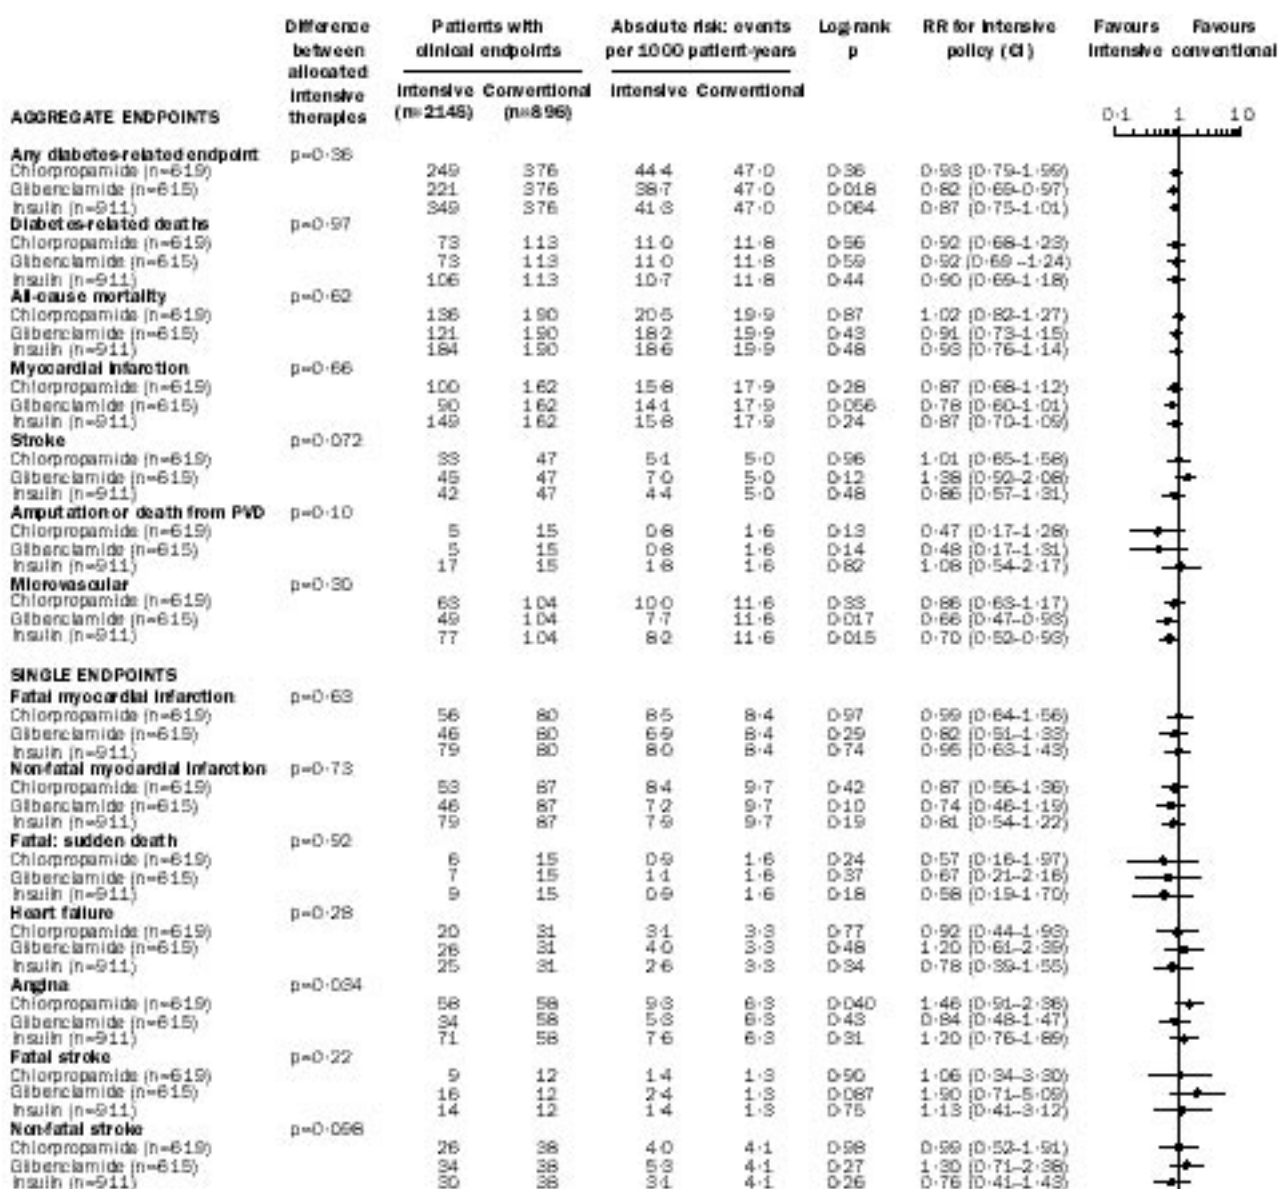 Difference Patients with Absolute risk: events Log-rank RR for intensive Favours Favours
between clinical endpoints per 1000 patient-years p policy (CI) intensive conventional
allocated
intensive Intensive Conventional Intensive Conventional
AGGREGATE ENDPOINTS therapies (n=2145) (n=896) 0·1 1 10
Any diabetes-related endpoint p=0·36
Chlorpropamide (n=619) 249 376 44·4 47·0 0·36 0·93 (0·79–1·99)
Glibenclamide (n=615) 221 376 38·7 47·0 0·018 0·82 (0·69–0·97)
Insulin (n=911) 349 376 41·3 47·0 0·064 0·87 (0·75–1·01)
Diabetes-related deaths p=0·97
Chlorpropamide (n=619) 73 113 11·0 11·8 0·56 0·92 (0·68–1·23)
Glibenclamide (n=615) 73 113 11·0 11·8 0·59 0·92 (0·69 –1·24)
Insulin (n=911) 106 113 10·7 11·8 0·44 0·90 (0·69–1·18)
All-cause mortality p=0·62
Chlorpropamide (n=619) 136 190 20·5 19·9 0·87 1·02 (0·82–1·27)
Glibenclamide (n=615) 121 190 18·2 19·9 0·43 0·91 (0·73–1·15)
Insulin (n=911) 184 190 18·6 19·9 0·48 0·93 (0·76–1·14)
Myocardial infarction p=0·66
Chlorpropamide (n=619) 100 162 15·8 17·9 0·28 0·87 (0·68–1·12)
Glibenclamide (n=615) 90 162 14·1 17·9 0·056 0·78 (0·60–1·01)
Insulin (n=911) 149 162 15·8 17·9 0·24 0·87 (0·70–1·09)
Stroke p=0·072
Chlorpropamide (n=619) 33 47 5·1 5·0 0·96 1·01 (0·65–1·58)
Glibenclamide (n=615) 45 47 7·0 5·0 0·12 1·38 (0·92–2·08)
Insulin (n=911) 42 47 4·4 5·0 0·48 0·86 (0·57–1·31)
Amputation or death from PVD p=0·10
Chlorpropamide (n=619) 5 15 0·8 1·6 0·13 0·47 (0·17–1·28)
Glibenclamide (n=615) 5 15 0·8 1·6 0·14 0·48 (0·17–1·31)
Insulin (n=911) 17 15 1·8 1·6 0·82 1·08 (0·54–2·17)
Microvascular p=0·30
Chlorpropamide (n=619) 63 104 10·0 11·6 0·33 0·86 (0·63–1·17)
Glibenclamide (n=615) 49 104 7·7 11·6 0·017 0·66 (0·47–0·93)
Insulin (n=911) 77 104 8·2 11·6 0·015 0·70 (0·52–0·93)
SINGLE ENDPOINTS
Fatal myocardial infarction p=0·63
Chlorpropamide (n=619) 56 80 8·5 8·4 0·97 0·99 (0·64–1·56)
Glibenclamide (n=615) 46 80 6·9 8·4 0·29 0·82 (0·51–1·33)
Insulin (n=911) 79 80 8·0 8·4 0·74 0·95 (0·63–1·43)
Non-fatal myocardial infarction p=0·73
Chlorpropamide (n=619) 53 87 8·4 9·7 0·42 0·87 (0·56–1·36)
Glibenclamide (n=615) 46 87 7·2 9·7 0·10 0·74 (0·46–1·19)
Insulin (n=911) 79 87 7·9 9·7 0·19 0·81 (0·54–1·22)
Fatal: sudden death p=0·92
Chlorpropamide (n=619) 6 15 0·9 1·6 0·24 0·57 (0·16–1·97)
Glibenclamide (n=615) 7 15 1·1 1·6 0·37 0·67 (0·21–2·16)
Insulin (n=911) 9 15 0·9 1·6 0·18 0·58 (0·19–1·70)
Heart failure p=0·28
Chlorpropamide (n=619) 20 31 3·1 3·3 0·77 0·92 (0·44–1·93)
Glibenclamide (n=615) 26 31 4·0 3·3 0·48 1·20 (0·61–2·39)
Insulin (n=911) 25 31 2·6 3·3 0·34 0·78 (0·39–1·55)
Angina p=0·034
Chlorpropamide (n=619) 58 58 9·3 6·3 0·040 1·46 (0·91–2·36)
Glibenclamide (n=615) 34 58 5·3 6·3 0·43 0·84 (0·48–1·47)
Insulin (n=911) 71 58 7·6 6·3 0·31 1·20 (0·76–1·89)
Fatal stroke p=0·22
Chlorpropamide (n=619) 9 12 1·4 1·3 0·90 1·06 (0·34–3·30)
Glibenclamide (n=615) 16 12 2·4 1·3 0·087 1·90 (0·71–5·09)
Insulin (n=911) 14 12 1·4 1·3 0·75 1·13 (0·41–3·12)
Non-fatal stroke p=0·098
Chlorpropamide (n=619) 26 38 4·0 4·1 0·98 0·99 (0·52–1·91)
Glibenclamide (n=615) 34 38 5·3 4·1 0·27 1·30 (0·71–2·38)
Insulin (n=911) 30 38 3·1 4·1 0·26 0·76 (0·41–1·43)